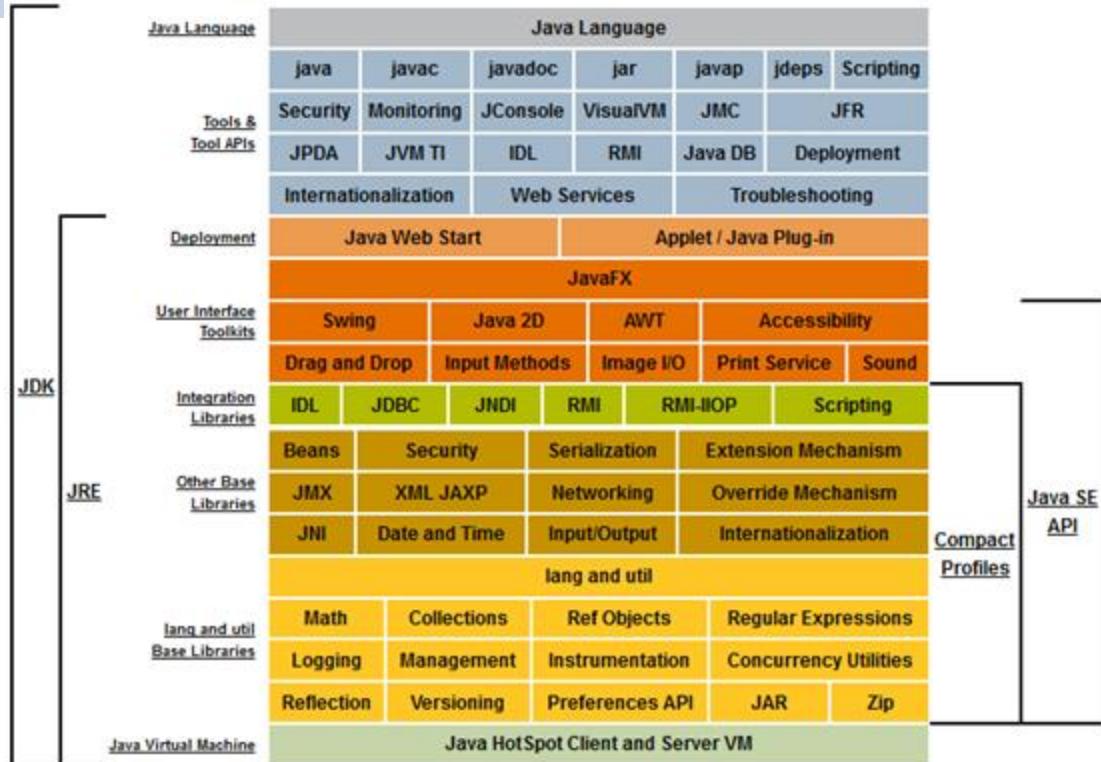 Java Language Java Language
java javac javadoc jar javap jdeps Scripting
Security Monitoring JConsole VisualVM JMC JFR
Tools &
Tool APIs
JPDA JVM TI IDL RMI Java DB Deployment
Internationalization Web Services Troubleshooting
Deployment Java Web Start Applet / Java Plug-in
JavaFX
User Interface
Toolkits
Swing Java 2D AWT Accessibility
Drag and Drop Input Methods Image I/O Print Service Sound
JDK
Integration
Libraries
IDL JDBC JNDI RMI RMI-IIOP Scripting
Beans Security Serialization Extension Mechanism
JRE
Other Base
Libraries
JMX XML JAXP Networking Override Mechanism
Java SE
API
JNI Date and Time Input/Output Internationalization
Compact
Profiles
lang and util
Math Collections Ref Objects Regular Expressions
lang and util
Base Libraries
Logging Management Instrumentation Concurrency Utilities
Reflection Versioning Preferences API JAR Zip
Java Virtual Machine Java HotSpot Client and Server VM